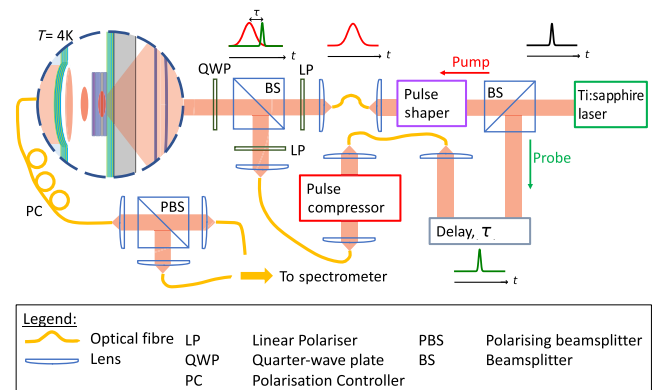 τ
T= 4K
t
t
t
QWP
LP
BS
Pump
BS
Ti:sapphire
laser
Pulse
shaper
LP
Probe
PC
PBS
Pulse
compressor
Delay, τ
To spectrometer
t
Legend:
Optical fibre LP Linear Polariser PBS Polarising beamsplitter
Lens QWP Quarter-wave plate BS Beamsplitter
PC Polarisation Controller